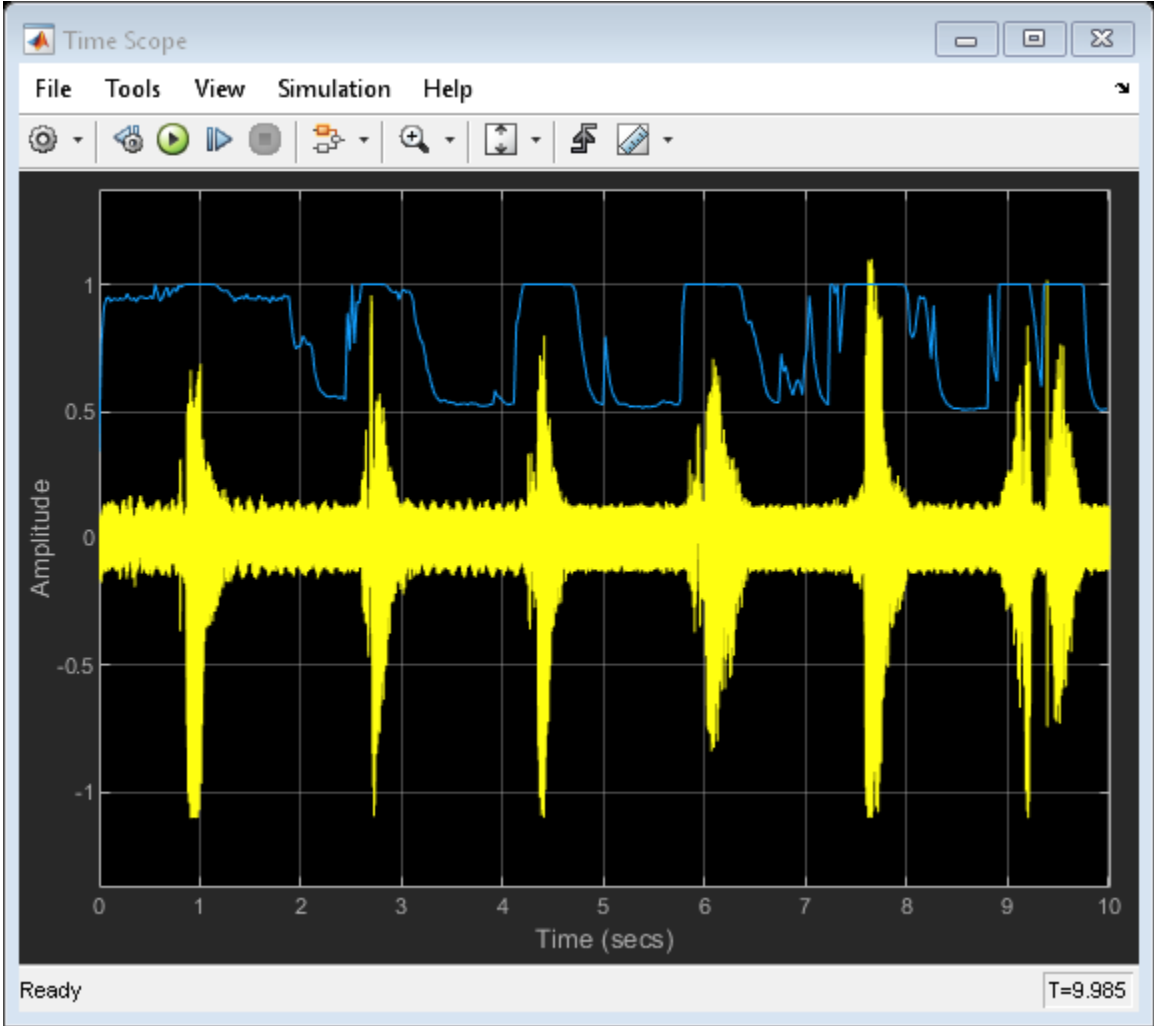 Time Scope
File Tools View Simulation Help
1
0.5
0
-0.5
-1
Amplitude
0 1 2 3 4 5 6 7 8 9 10
Time (secs)
Ready T=9.985